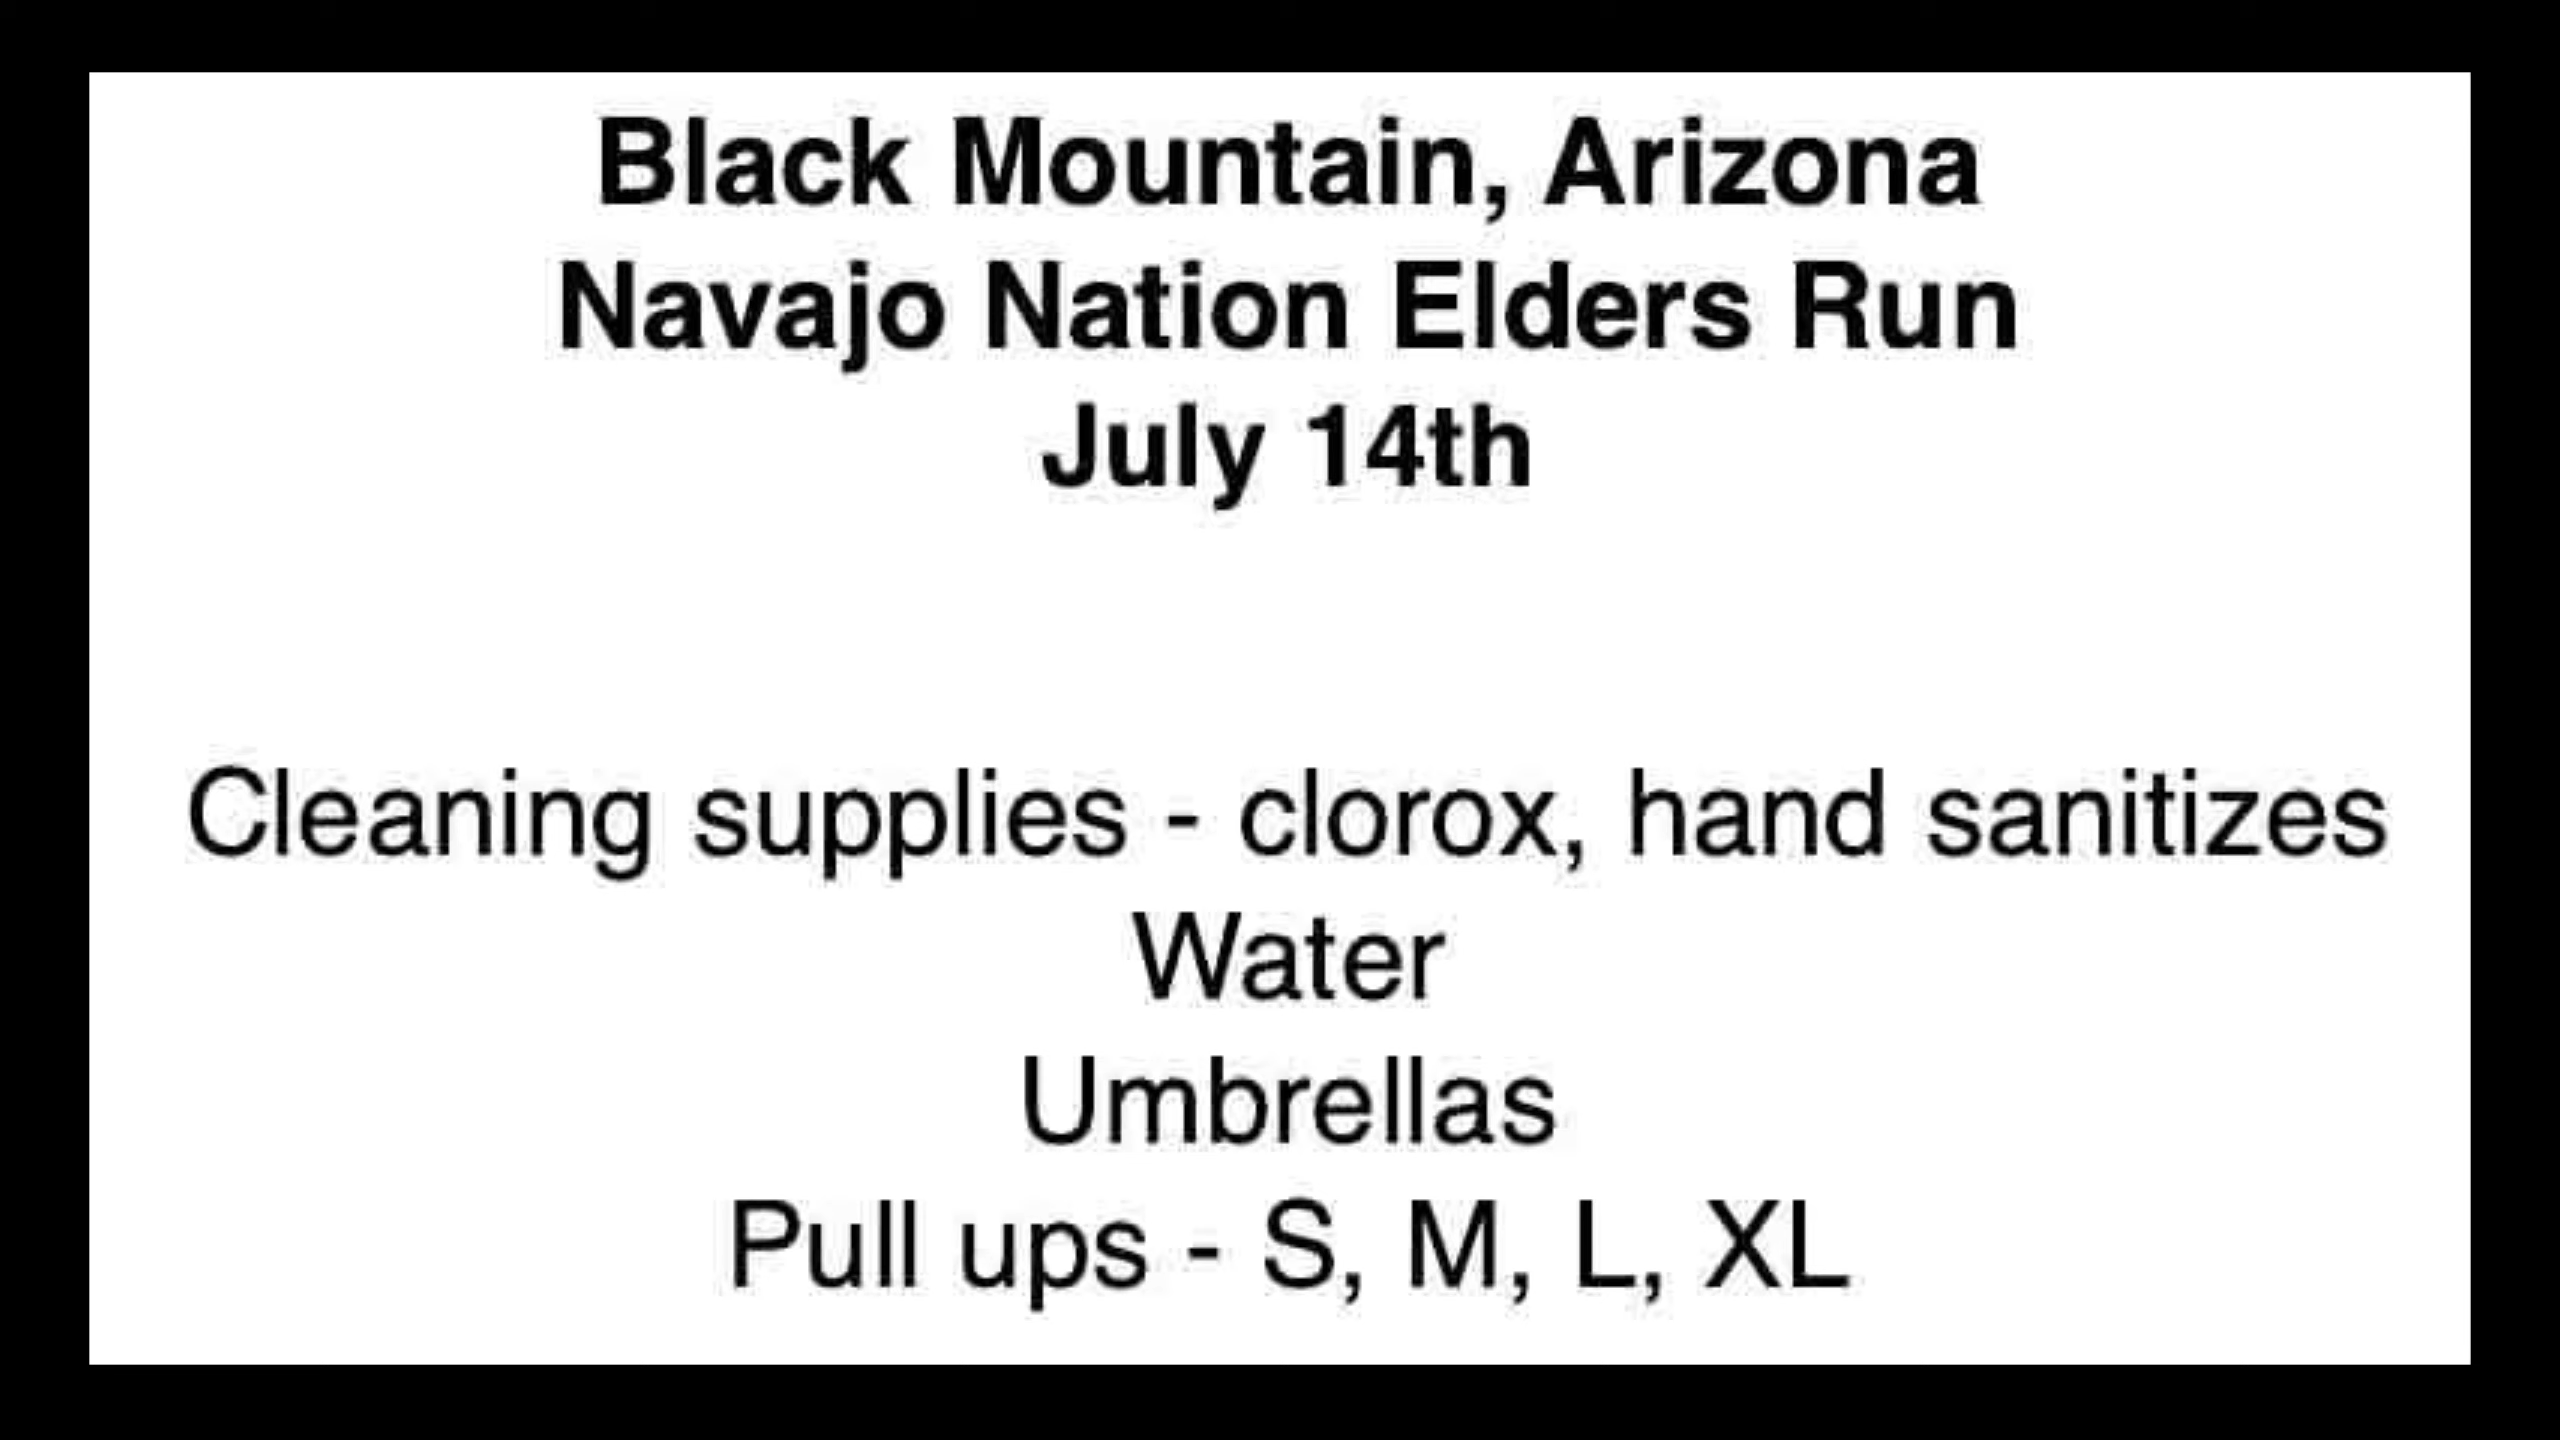 Black Mountain, Arizona
Navajo Nation Elders Run
July 14th
Cleaning supplies - clorox, hand sanitizes
Water
Umbrellas
Pull ups - S, M, L, XL